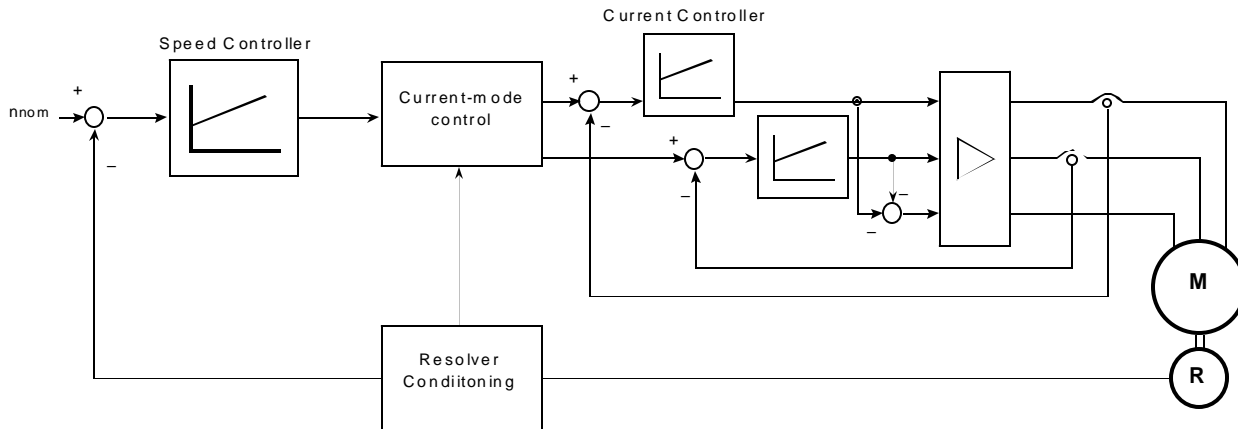 Current Controller
Speed Controller
+
nnom
–
Current-mode
control
+
–
+
–
–
–
M
Resolver
Condiitoning
R